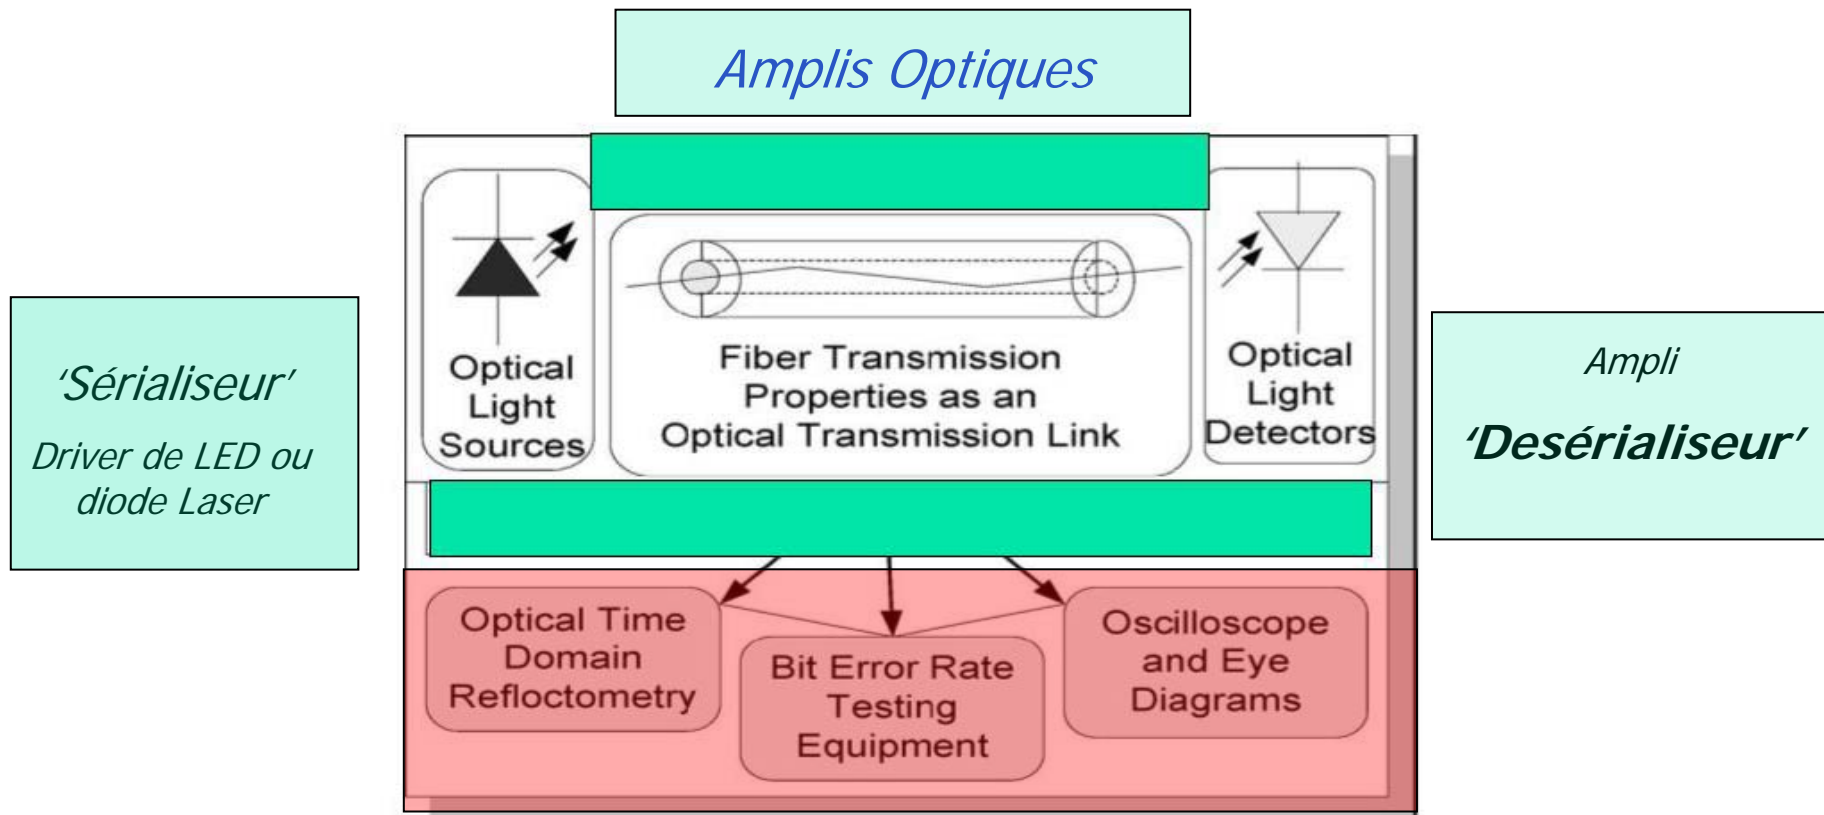 Amplis Optiques
'Sérialiseur'
Driver de LED ou
diode Laser
Optical
Light
Sources
Fiber Transmission
Properties as an
Optical Transmission Link
Optical
Light
Detectors
Ampli
'Desérialiseur'
Optical Time
Domain
Refloctometry
Bit Error Rate
Testing
Equipment
Oscilloscope
and Eye
Diagrams